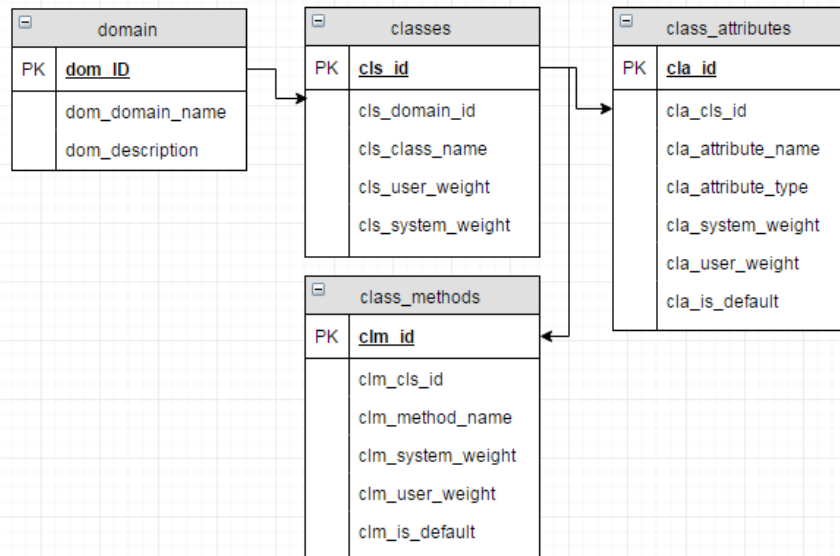 domain
PK dom_ID
dom_domain_name
dom_description
classes
PK cls_id
cls_domain_id
cls_class_name
cls_user_weight
cls_system_weight
class_attributes
PK cla_id
cla_cls_id
cla_attribute_name
cla_attribute_type
cla_system_weight
cla_user_weight
cla_is_default
class_methods
PK clm_id
clm_cls_id
clm_method_name
clm_system_weight
clm_user_weight
clm_is_default